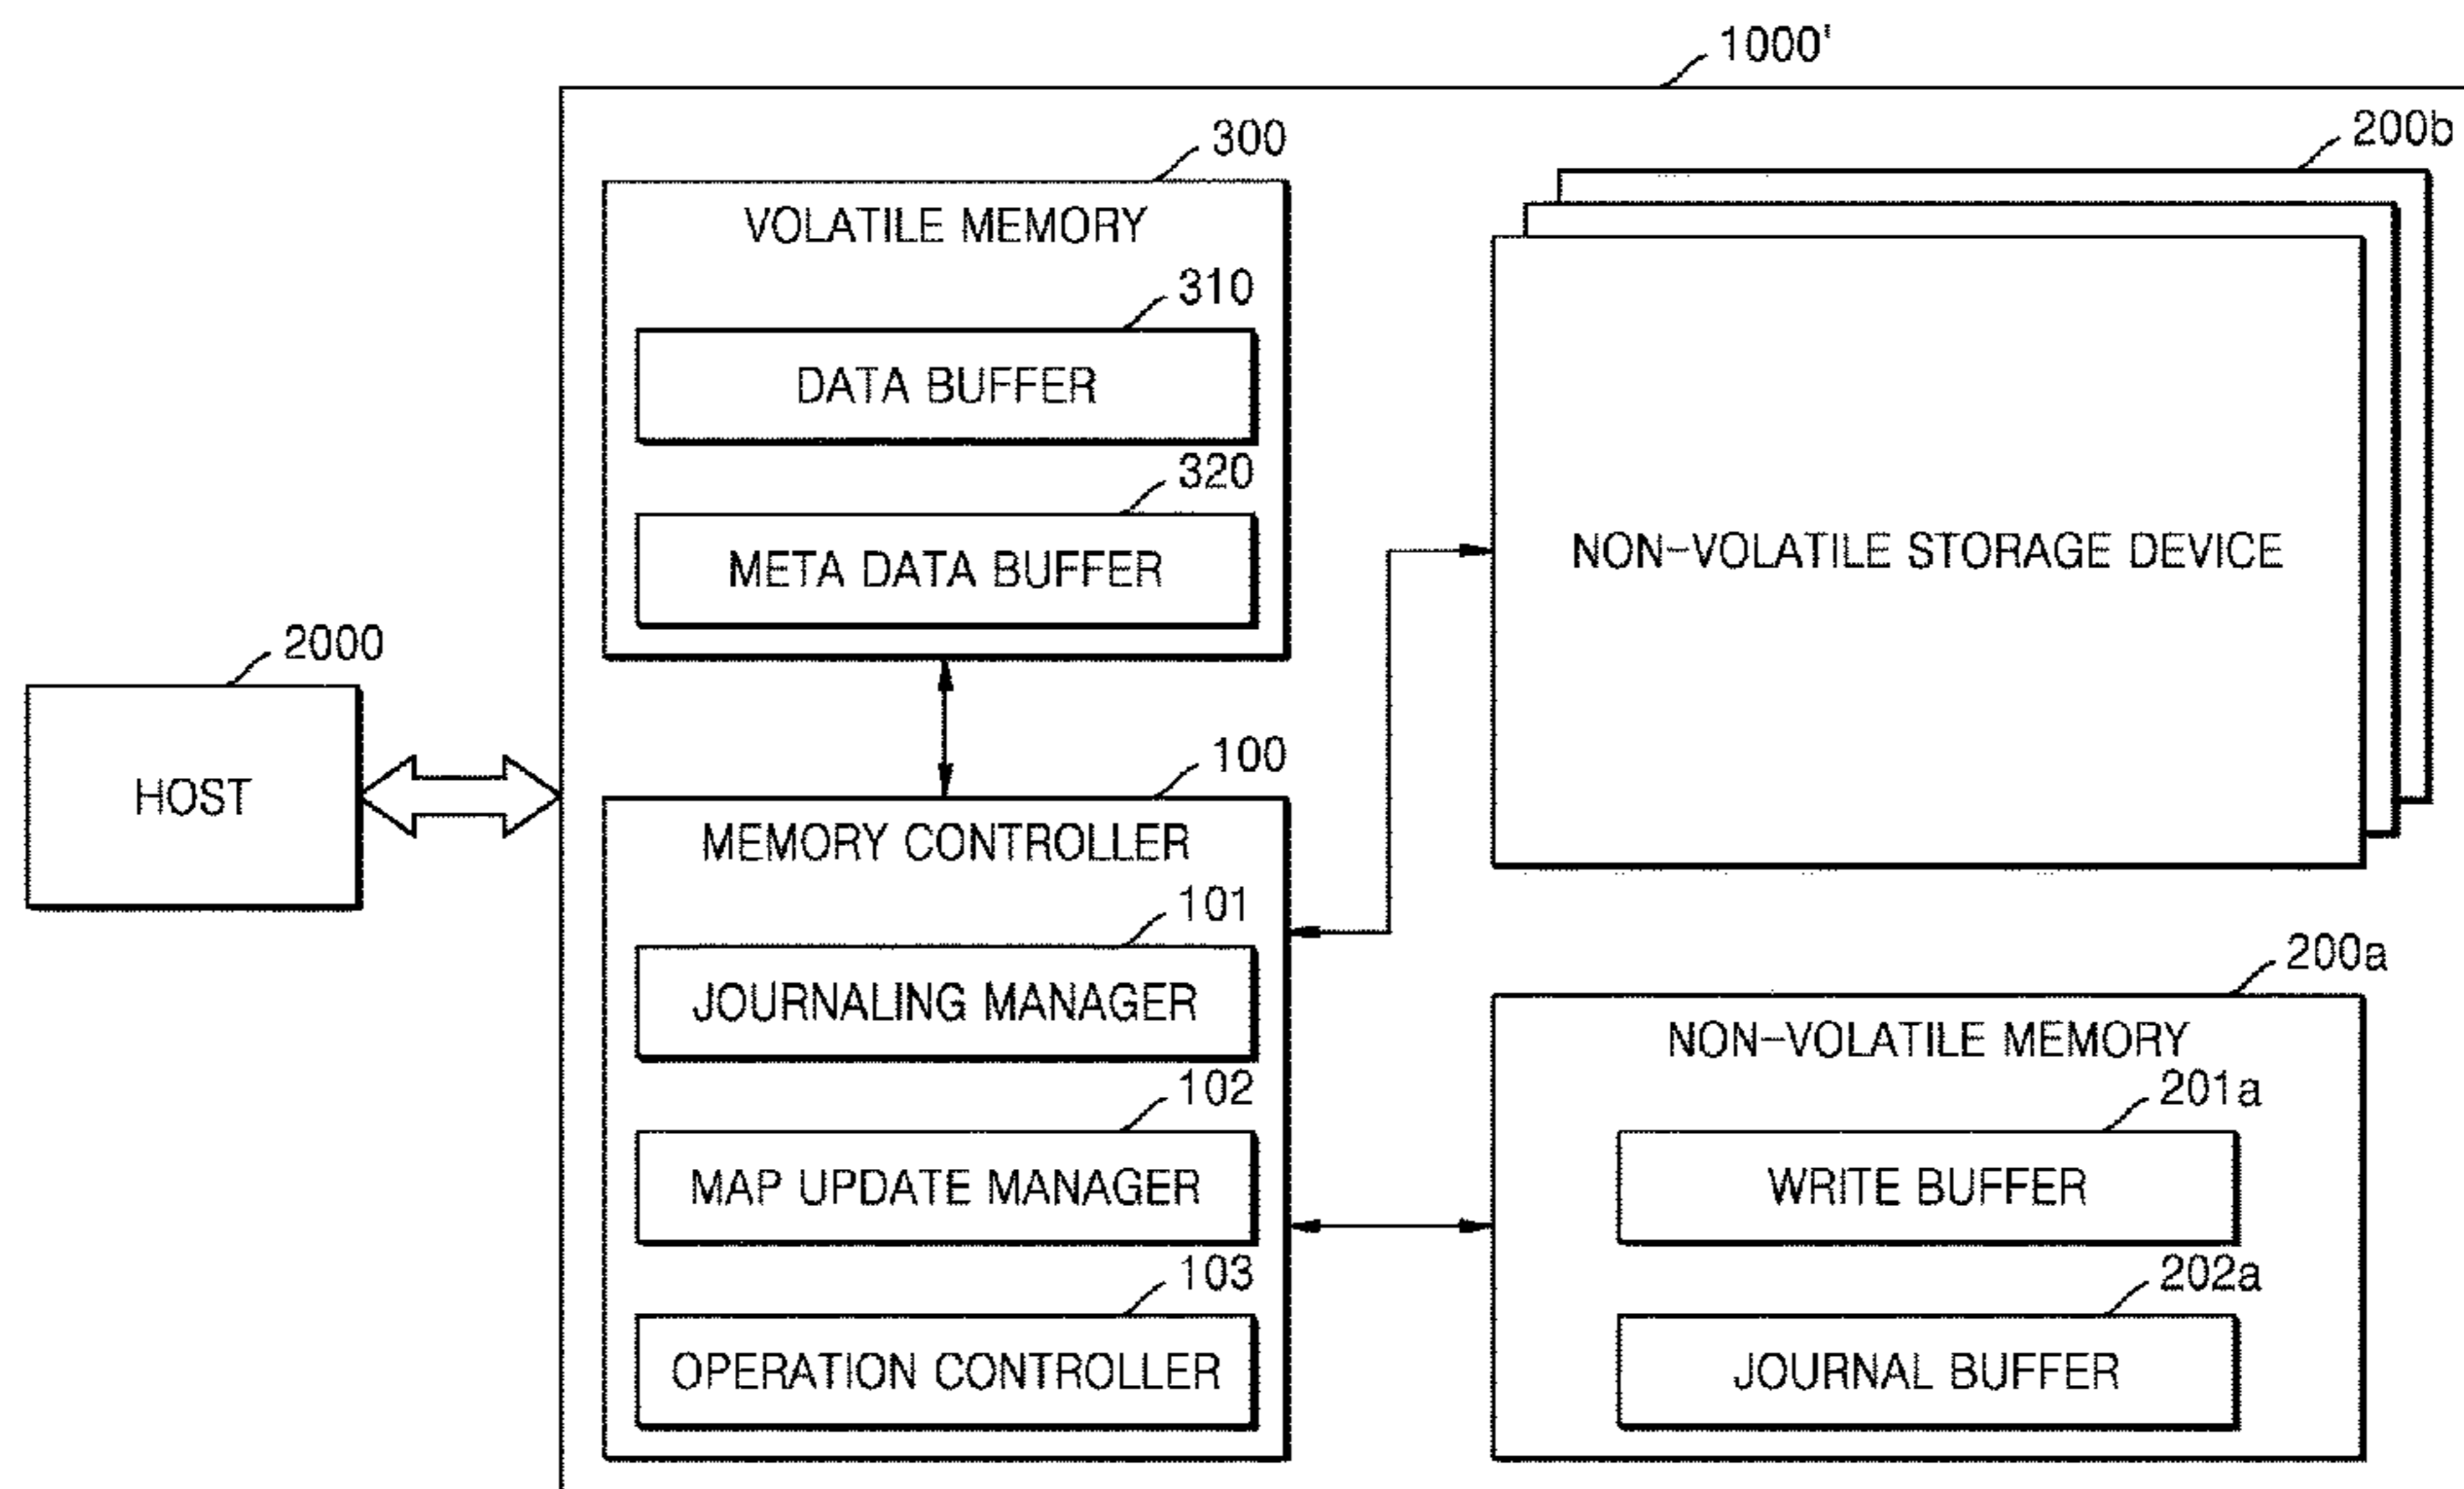 1000'
300
200b
VOLATILE MEMORY
310
DATA BUFFER
320
META DATA BUFFER
NON-VOLATILE STORAGE DEVICE
2000
HOST
100
MEMORY CONTROLLER
101
JOURNALING MANAGER
200a
NON-VOLATILE MEMORY
102
201a
MAP UPDATE MANAGER
WRITE BUFFER
103
202a
OPERATION CONTROLLER
JOURNAL BUFFER